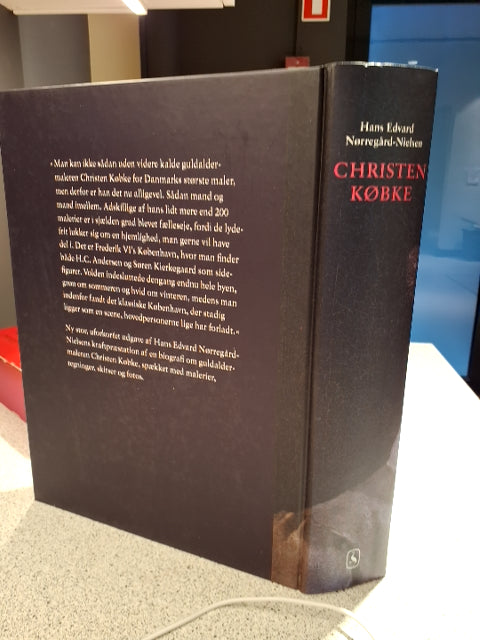 »Man kan ikke sådan uden videre kalde guldalder-
maleren Christen Købke for Danmarks største maler,
men derfor er han det nu alligevel. Sådan mand og
mand imellem. Adskillige af hans lidt mere end 200
malerier er i sjælden grad blevet fælleseje, fordi de lyde-
frit lukker sig om en hjemlighed, man gerne vil have
del i. Det er Frederik VI's København, hvor man finder
både H.C. Andersen og Søren Kierkegaard som side-
figurer. Volden indesluttede dengang endnu hele byen,
grøn om sommeren og hvid om vinteren, medens man
indenfor fandt det klassiske København, der stadig
ligger som en scene, hovedpersonerne lige har forladt.«
Ny stor, uforkortet udgave af Hans Edvard Nørregård-
Nielsens kraftpræstation af en biografi om guldalder-
maleren Christen Købke, spækket med malerier,
tegninger, skitser og fotos.
Hans Edvard
Nørregård-Nielsen
CHRISTEN
KØBKE